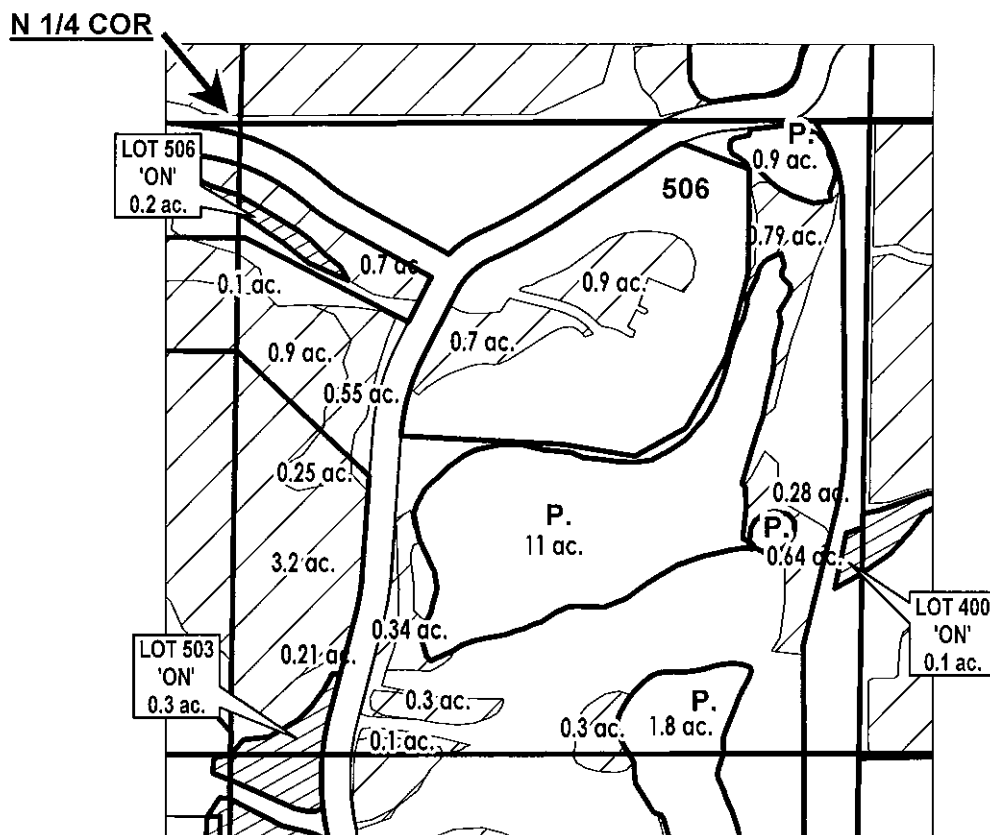 N 1/4 COR
LOT 506
'ON'
0.2 ac.
P.
0.9 ac.
506
0.79 ac.
0.7 ac
0.1 ac.
0.9 ac.
0.7 ac.
0.9 ac.
0.55 ac.
0.25 ac.
0.28 ac.
P.
11 ac.
P.
0.64 ac.
3.2 ac.
LOT 400
'ON'
0.1 ac.
0.34 ac.
0.21 ac.
LOT 503
'ON'
0.3 ac.
0.3 ac.
0.3 ac.
P.
1.8 ac.
0.1 ac.